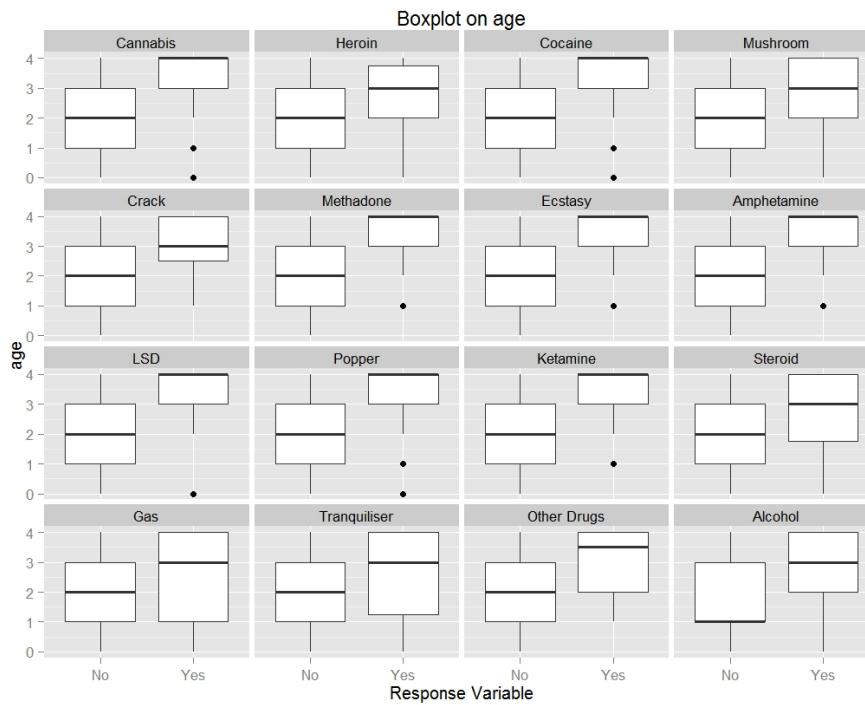 Boxplot on age
Cannabis Heroin Cocaine Mushroom
4
3
2
1
0
Crack Methadone Ecstasy Amphetamine
4
3
2
1
0
age
LSD Popper Ketamine Steroid
4
3
2
1
0
Gas Tranquiliser Other Drugs Alcohol
4
3
2
1
0
No Yes No Yes No Yes No Yes
Response Variable